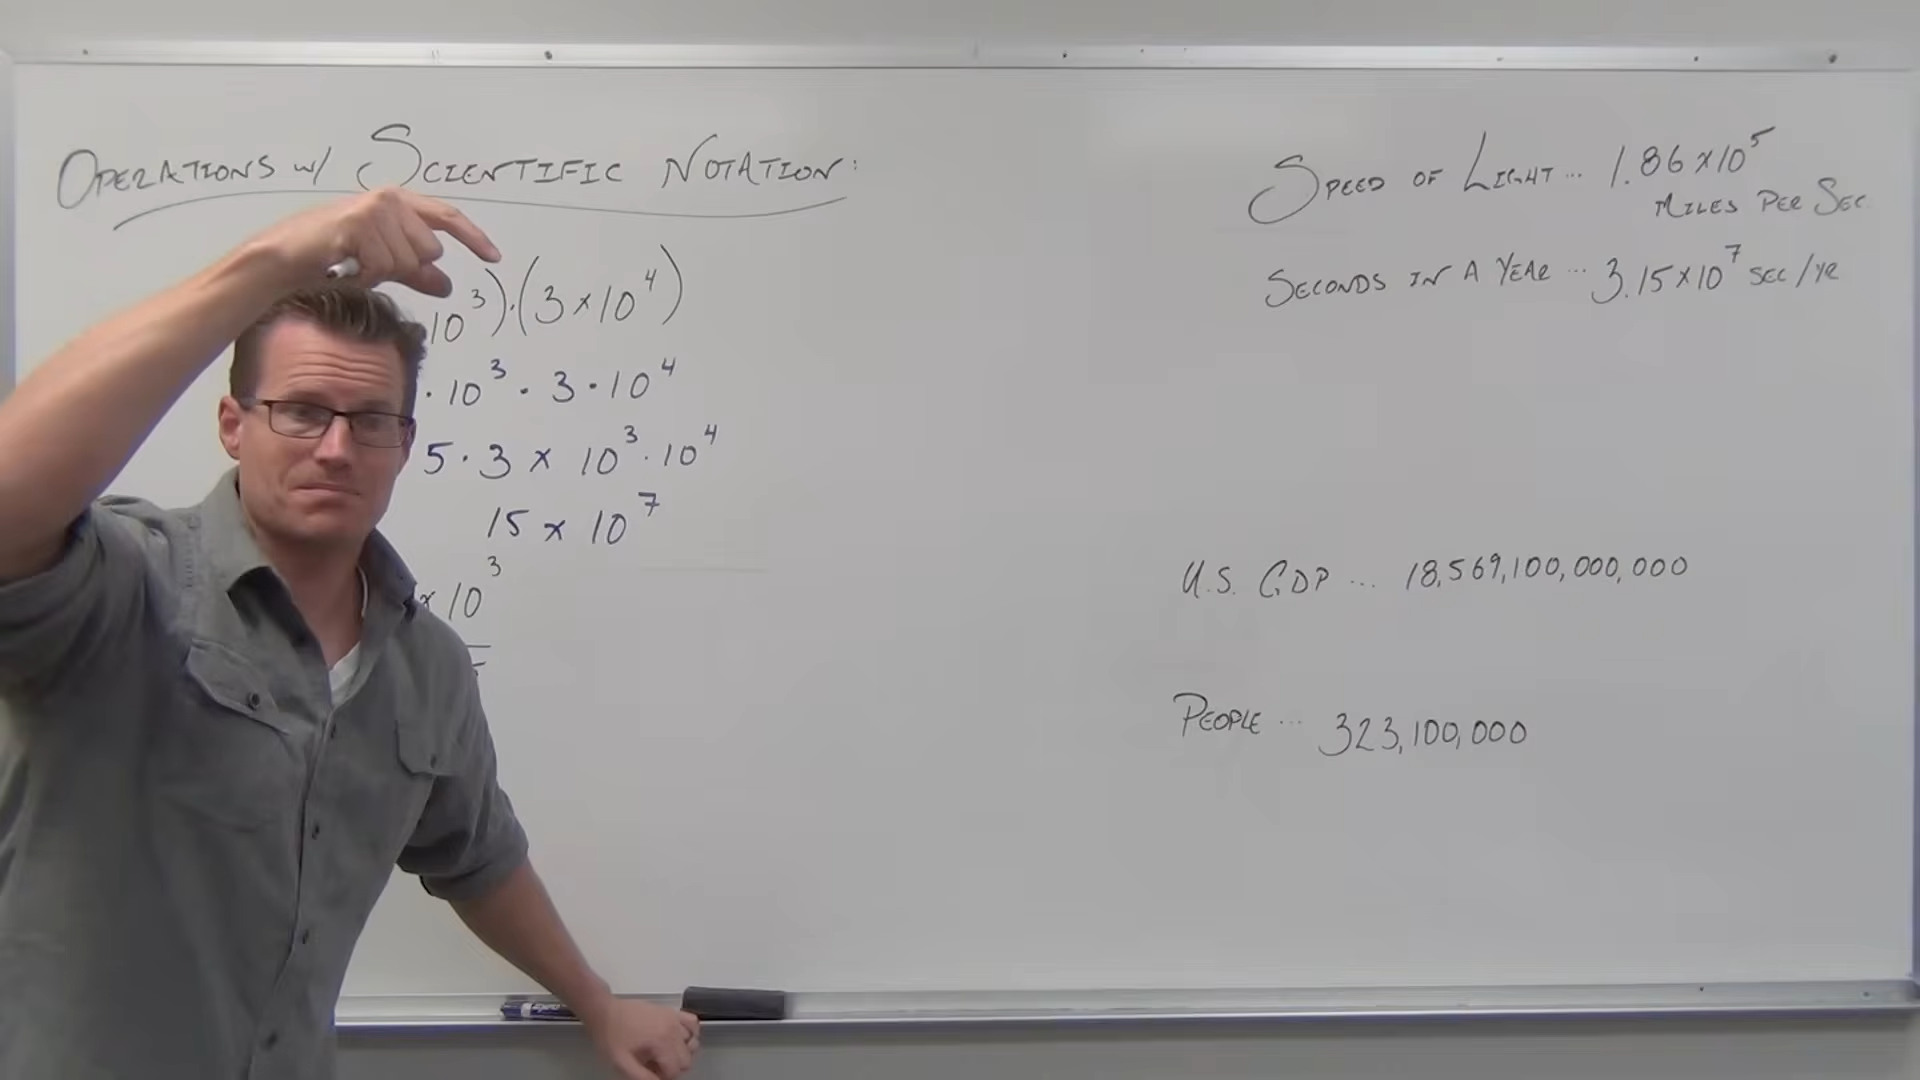 OPERATIONS W/ SCIENTIFIC NOTATION:
10³)·(3×10⁴)
· 10³ · 3 · 10⁴
5 · 3 × 10³ · 10⁴
15 × 10⁷
× 10³
SPEED OF LIGHT ... 1.86×10⁵
MILES PER SEC.
SECONDS IN A YEAR ... 3.15×10⁷ SEC/YR
U.S. GDP ... 18,569,100,000,000
PEOPLE ... 323,100,000